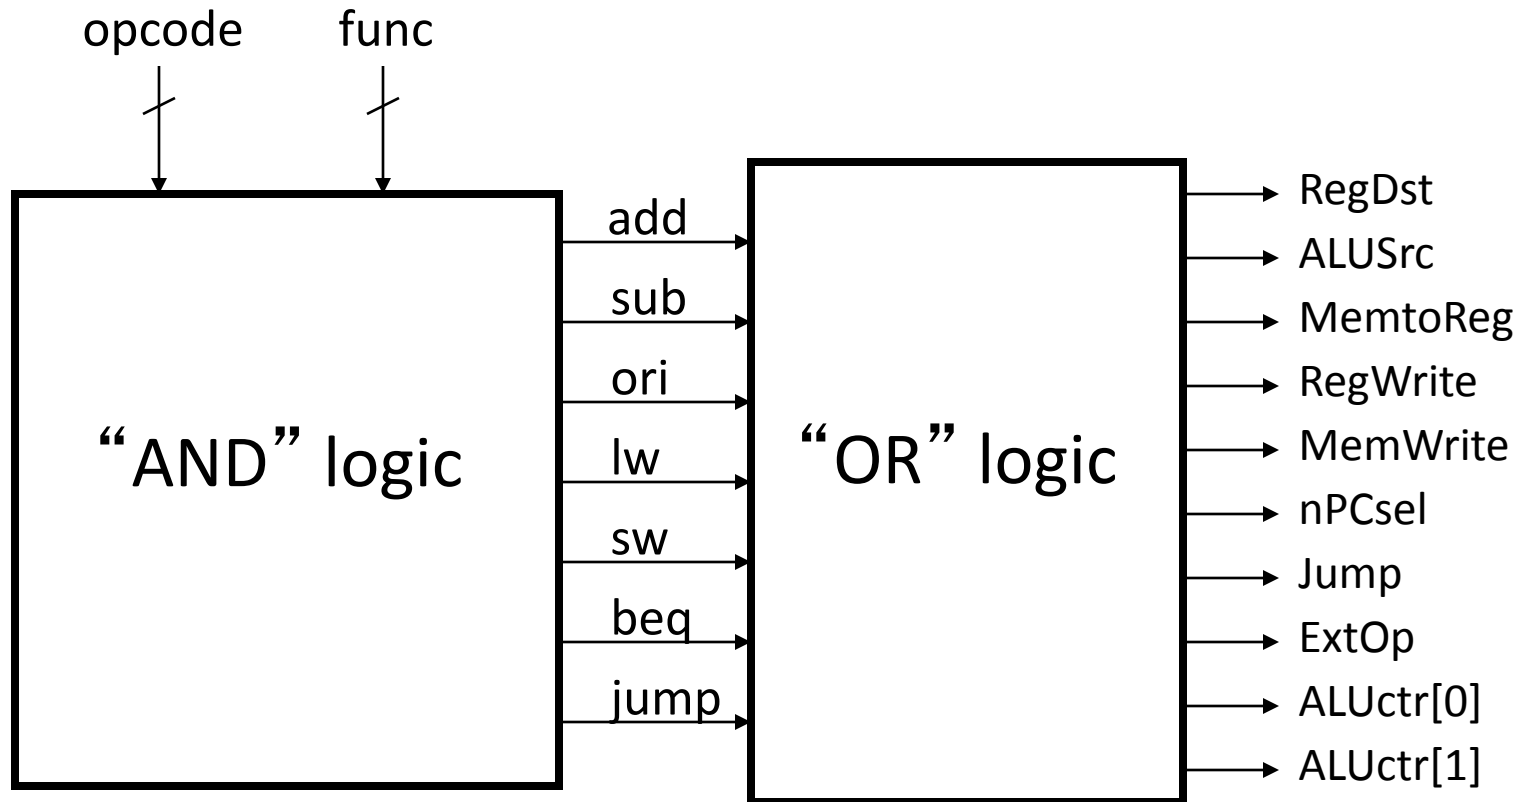 opcode func
“AND” logic
add
sub
ori
lw
sw
beq
jump
“OR” logic
RegDst
ALUSrc
MemtoReg
RegWrite
MemWrite
nPCsel
Jump
ExtOp
ALUctr[0]
ALUctr[1]